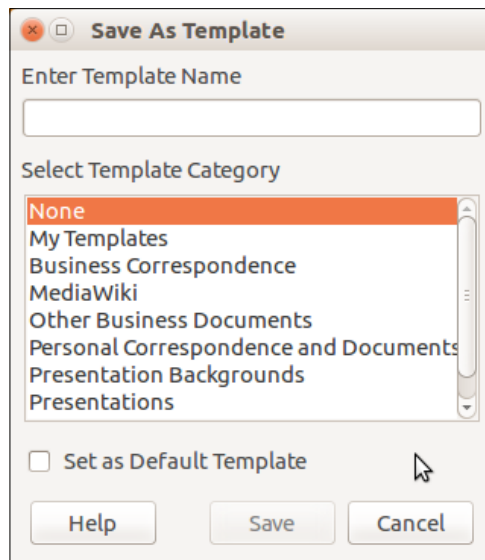 Save As Template
Enter Template Name
Select Template Category
None
My Templates
Business Correspondence
MediaWiki
Other Business Documents
Personal Correspondence and Documents
Presentation Backgrounds
Presentations
Set as Default Template
Help Save Cancel